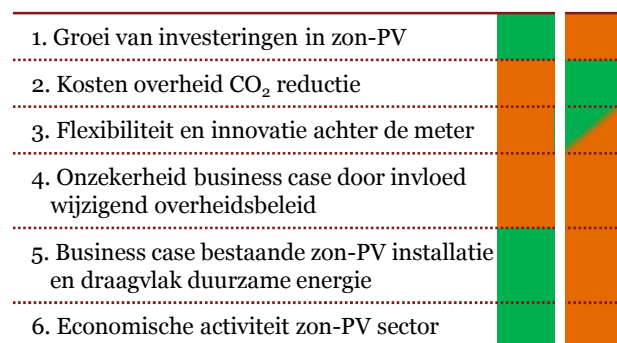 1. Groei van investeringen in zon-PV
2. Kosten overheid CO₂ reductie
3. Flexibiliteit en innovatie achter de meter
4. Onzekerheid business case door invloed
wijzigend overheidsbeleid
5. Business case bestaande zon-PV installatie
en draagvlak duurzame energie
6. Economische activiteit zon-PV sector